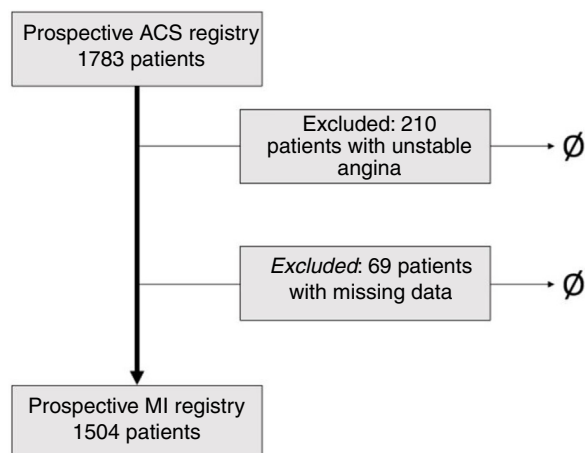 Prospective ACS registry
1783 patients
Excluded: 210
patients with unstable
angina
Ø
Excluded: 69 patients
with missing data
Ø
Prospective MI registry
1504 patients